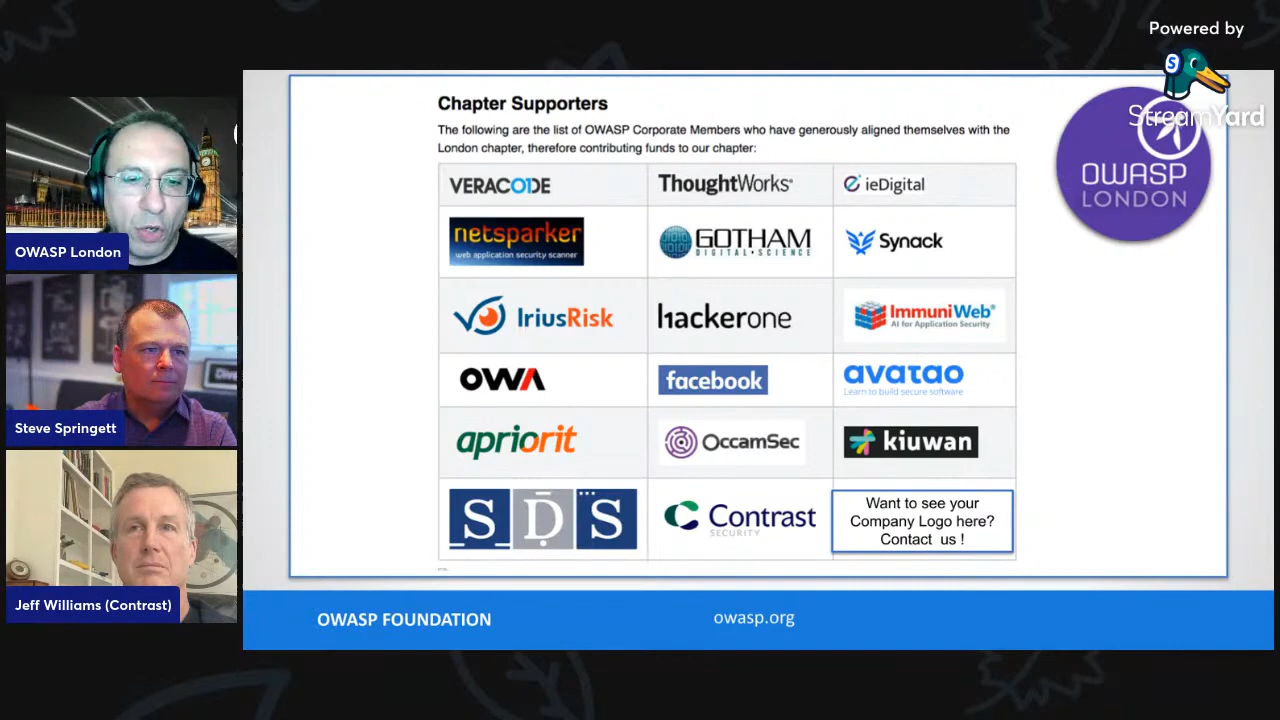 Powered by
StreamYard
OWASP London
Steve Springett
Jeff Williams (Contrast)
Chapter Supporters
The following are the list of OWASP Corporate Members who have generously aligned themselves with the
London chapter, therefore contributing funds to our chapter:
VERACODE
ThoughtWorks®
ieDigital
netsparker
web application security scanner
GOTHAM
DIGITAL·SCIENCE
Synack
IriusRisk
hackerone
ImmuniWeb®
AI for Application Security
OWA
facebook
avatao
Learn to build secure software
apriorit
OccamSec
kiuwan
SDS
Contrast
SECURITY
Want to see your
Company Logo here?
Contact us !
OWASP
LONDON
OWASP FOUNDATION
owasp.org